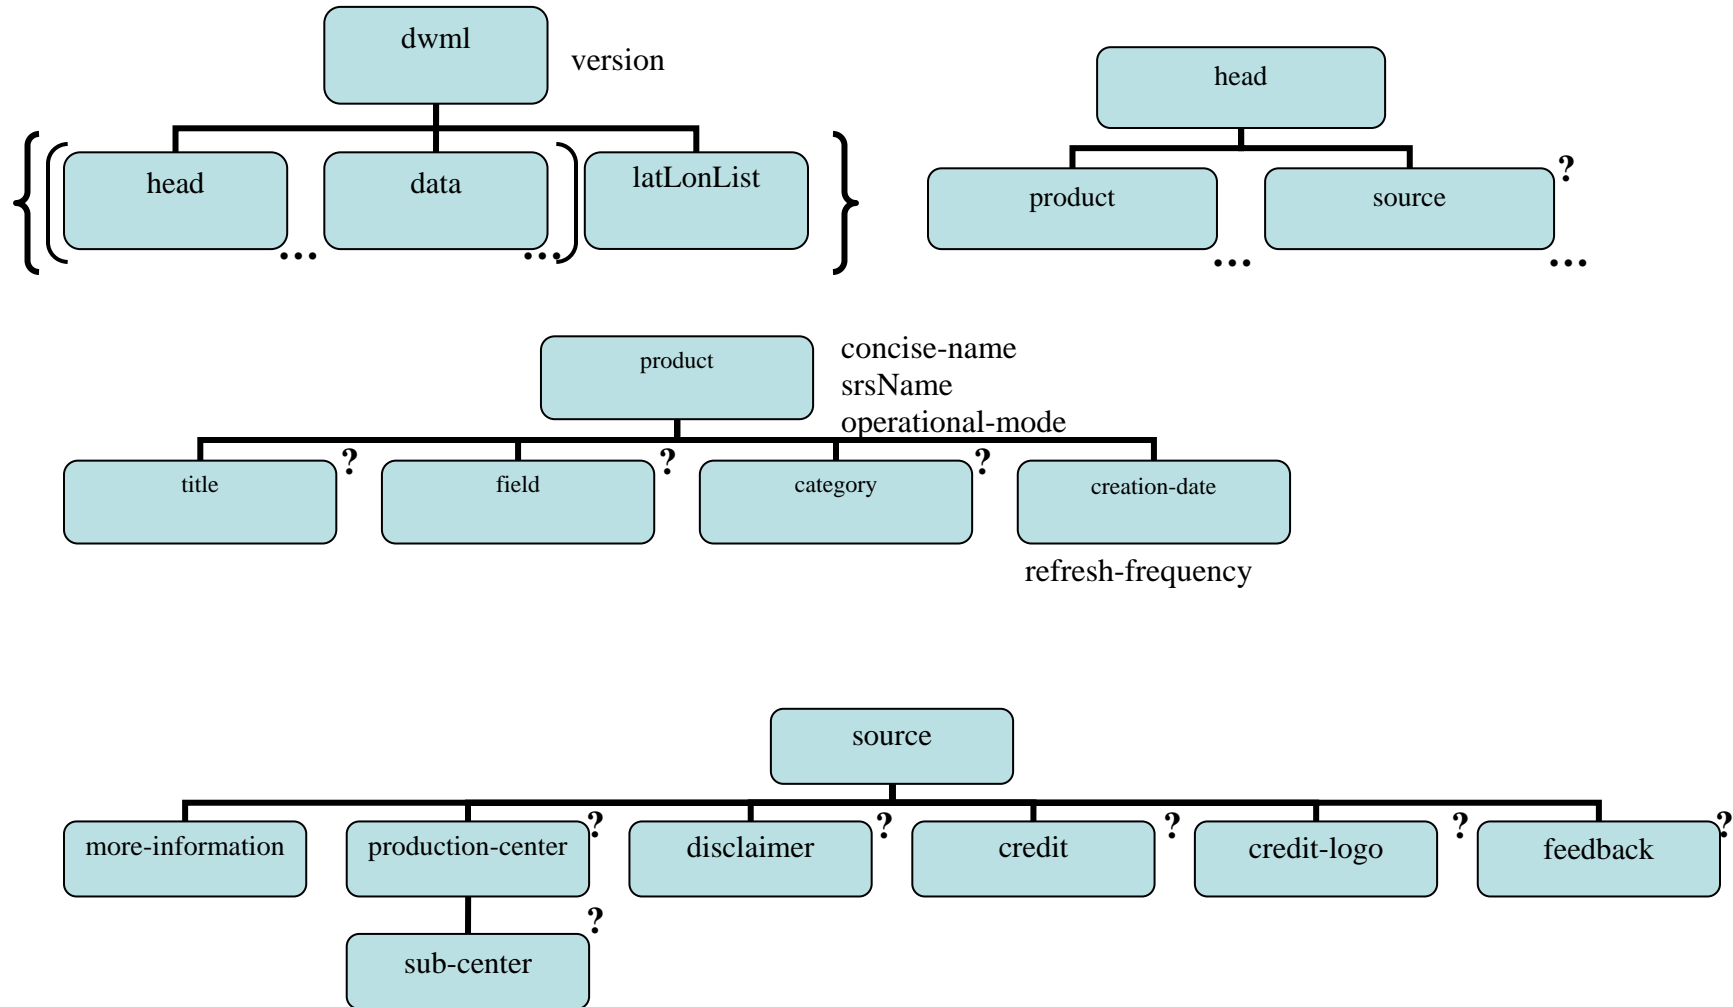 dwml
version
{ ( head ... data ... ) latLonList }
head
product ... source ? ...
product
concise-name
srsName
operational-mode
title ? field ? category ? creation-date
refresh-frequency
source
more-information production-center ? disclaimer ? credit ? credit-logo ? feedback ?
sub-center ?